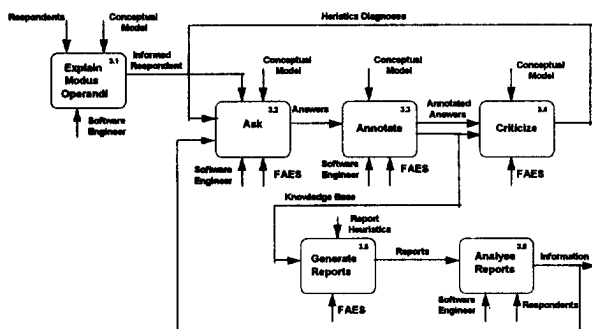 Respondents
Conceptual
Model
Heristics Diagnoses
3.1
Explain
Modus
Operandi
Informed
Respondent
Conceptual
Model
Conceptual
Model
Conceptual
Model
Software
Engineer
3.2
Ask
Answers
3.3
Annotate
Annotated
Answers
3.4
Criticize
Software
Engineer
FAES
Software
Engineer
FAES
FAES
Knowledge Base
Report
Heuristics
3.5
Generate
Reports
Reports
3.6
Analyse
Reports
Information
FAES
Software
Engineer
Respondents